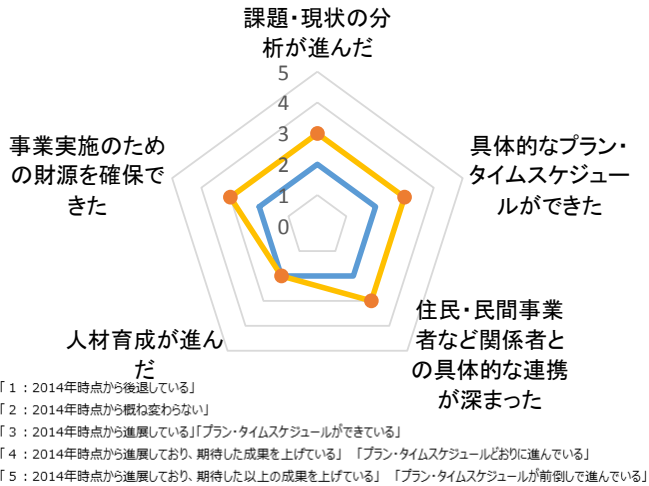 課題・現状の分
析が進んだ
5
4
3
2
1
0
具体的なプラン・
タイムスケジュー
ルができた
住民・民間事業
者など関係者と
の具体的な連携
が深まった
人材育成が進ん
だ
事業実施のため
の財源を確保で
きた
「1：2014年時点から後退している」
「2：2014年時点から概ね変わらない」
「3：2014年時点から進展している」「プラン・タイムスケジュールができている」
「4：2014年時点から進展しており、期待した成果を上げている」 「プラン・タイムスケジュールどおりに進んでいる」
「5：2014年時点から進展しており、期待した以上の成果を上げている」 「プラン・タイムスケジュールが前倒しで進んでいる」